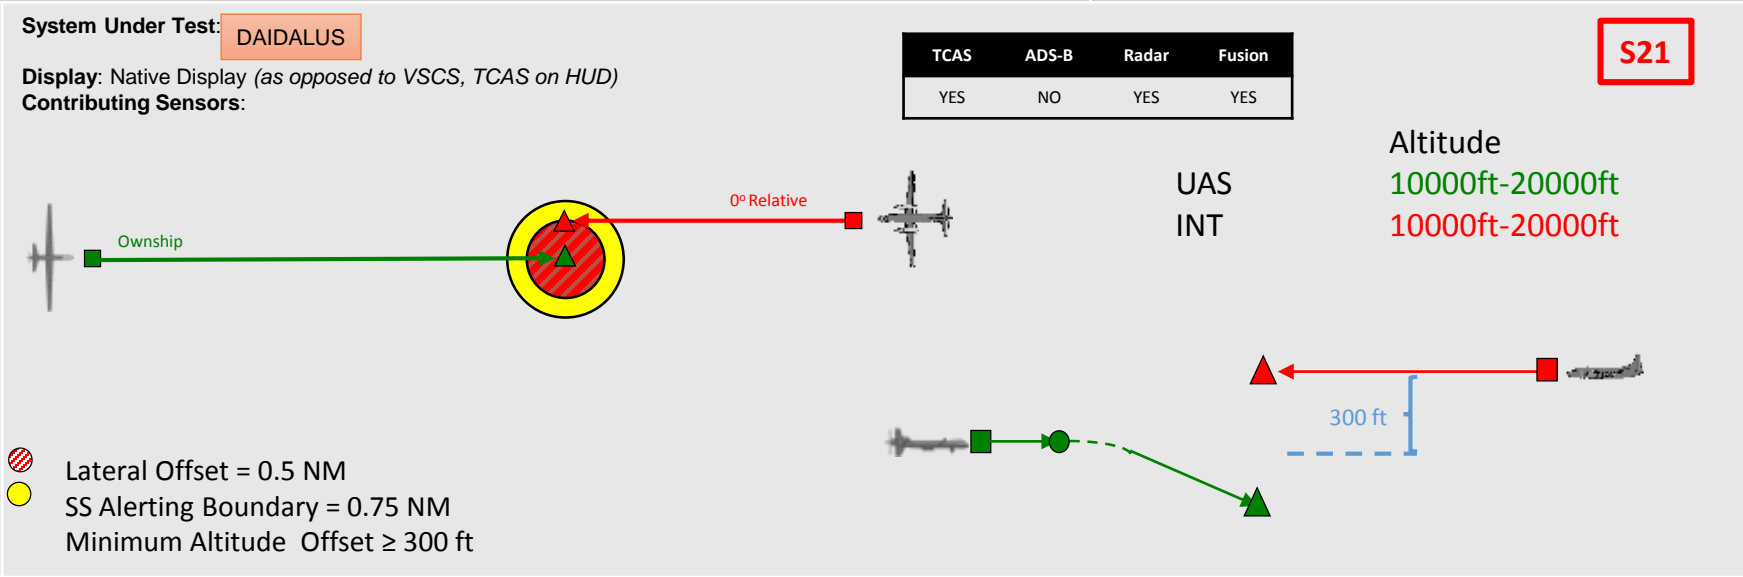 System Under Test:
DAIDALUS
Display: Native Display (as opposed to VSCS, TCAS on HUD)
Contributing Sensors:
TCAS ADS-B Radar Fusion
YES NO YES YES
S21
Altitude
UAS 10000ft-20000ft
INT 10000ft-20000ft
0º Relative
Ownship
300 ft
Lateral Offset = 0.5 NM
SS Alerting Boundary = 0.75 NM
Minimum Altitude Offset ≥ 300 ft